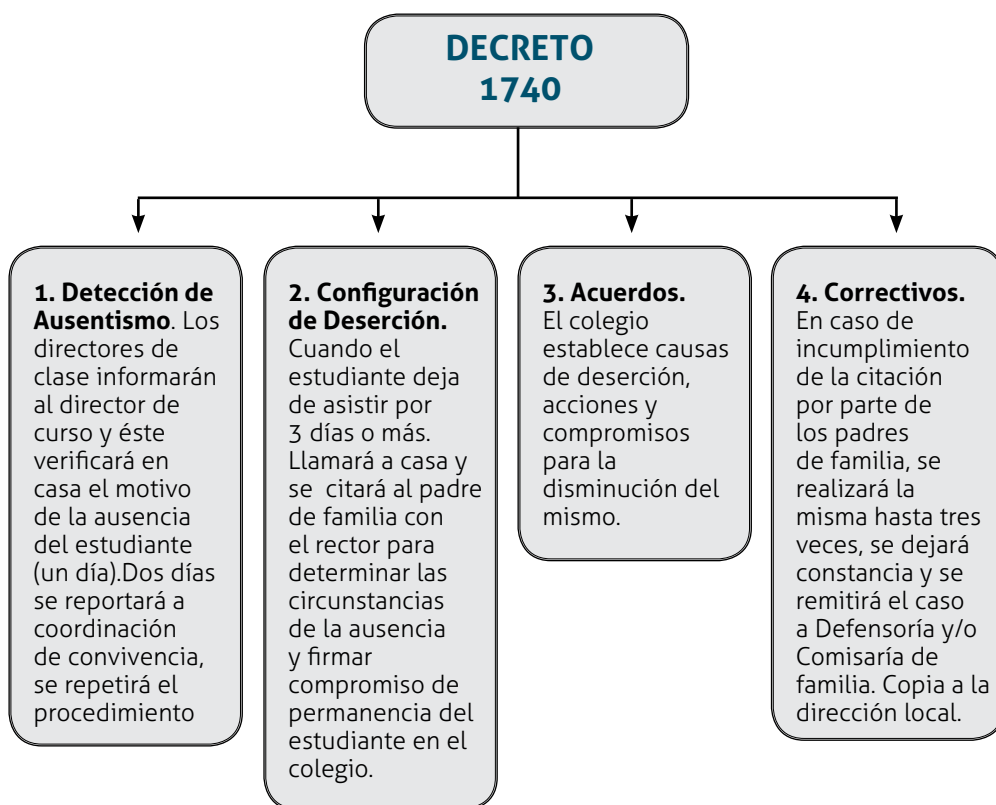 DECRETO
1740
1. Detección de
Ausentismo. Los
directores de
clase informarán
al director de
curso y éste
verificará en
casa el motivo
de la ausencia
del estudiante
(un día).Dos días
se reportará a
coordinación
de convivencia,
se repetirá el
procedimiento
2. Configuración
de Deserción.
Cuando el
estudiante deja
de asistir por
3 días o más.
Llamará a casa y
se citará al padre
de familia con
el rector para
determinar las
circunstancias
de la ausencia
y firmar
compromiso de
permanencia del
estudiante en el
colegio.
3. Acuerdos.
El colegio
establece causas
de deserción,
acciones y
compromisos
para la
disminución del
mismo.
4. Correctivos.
En caso de
incumplimiento
de la citación
por parte de
los padres
de familia, se
realizará la
misma hasta tres
veces, se dejará
constancia y se
remitirá el caso
a Defensoría y/o
Comisaría de
familia. Copia a la
dirección local.